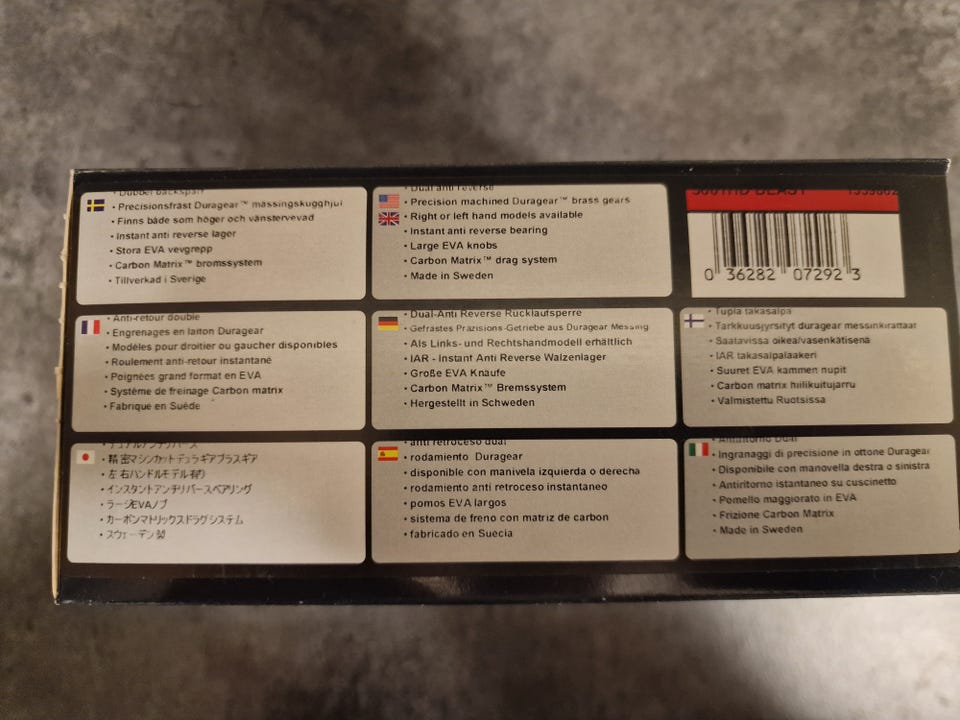 Dubbel backspärr
• Precisionsfräst Duragear™ mässingskugghjul
• Finns både som höger och vänstervevad
• Instant anti reverse lager
• Stora EVA vevgrepp
• Carbon Matrix™ bromssystem
• Tillverkad i Sverige
Dual anti reverse
• Precision machined Duragear™ brass gears
• Right or left hand models available
• Instant anti reverse bearing
• Large EVA knobs
• Carbon Matrix™ drag system
• Made in Sweden
BEAST
0 36282 07292 3
Anti-retour double
• Engrenages en laiton Duragear
• Modèles pour droitier ou gaucher disponibles
• Roulement anti-retour instantané
• Poignées grand format en EVA
• Système de freinage Carbon matrix
• Fabriqué en Suède
• Dual-Anti Reverse Rücklaufsperre
• Gefrästes Präzisions-Getriebe aus Duragear Messing
• Als Links- und Rechtshandmodell erhältlich
• IAR - Instant Anti Reverse Walzenlager
• Große EVA Knäufe
• Carbon Matrix™ Bremssystem
• Hergestellt in Schweden
• Tupla takasalpa
• Tarkkuusjyrsityt duragear messinkirattaat
• Saatavissa oikea/vasenkätisenä
• IAR takasalpalaakeri
• Suuret EVA kammen nupit
• Carbon matrix hiilikuitujarru
• Valmistettu Ruotsissa
• デュアルアンチリバース
• 精密マシンカットデュラギアブラスギア
• 左右ハンドルモデル有り
• インスタントアンチリバースベアリング
• ラージEVAノブ
• カーボンマトリックスドラグシステム
• スウェーデン製
• anti retroceso dual
• rodamiento Duragear
• disponible con manivela izquierda o derecha
• rodamiento anti retroceso instantaneo
• pomos EVA largos
• sistema de freno con matriz de carbon
• fabricado en Suecia
• Antiritorno Dual
• Ingranaggi di precisione in ottone Duragear
• Disponibile con manovella destra o sinistra
• Antiritorno istantaneo su cuscinetto
• Pomello maggiorato in EVA
• Frizione Carbon Matrix
• Made in Sweden